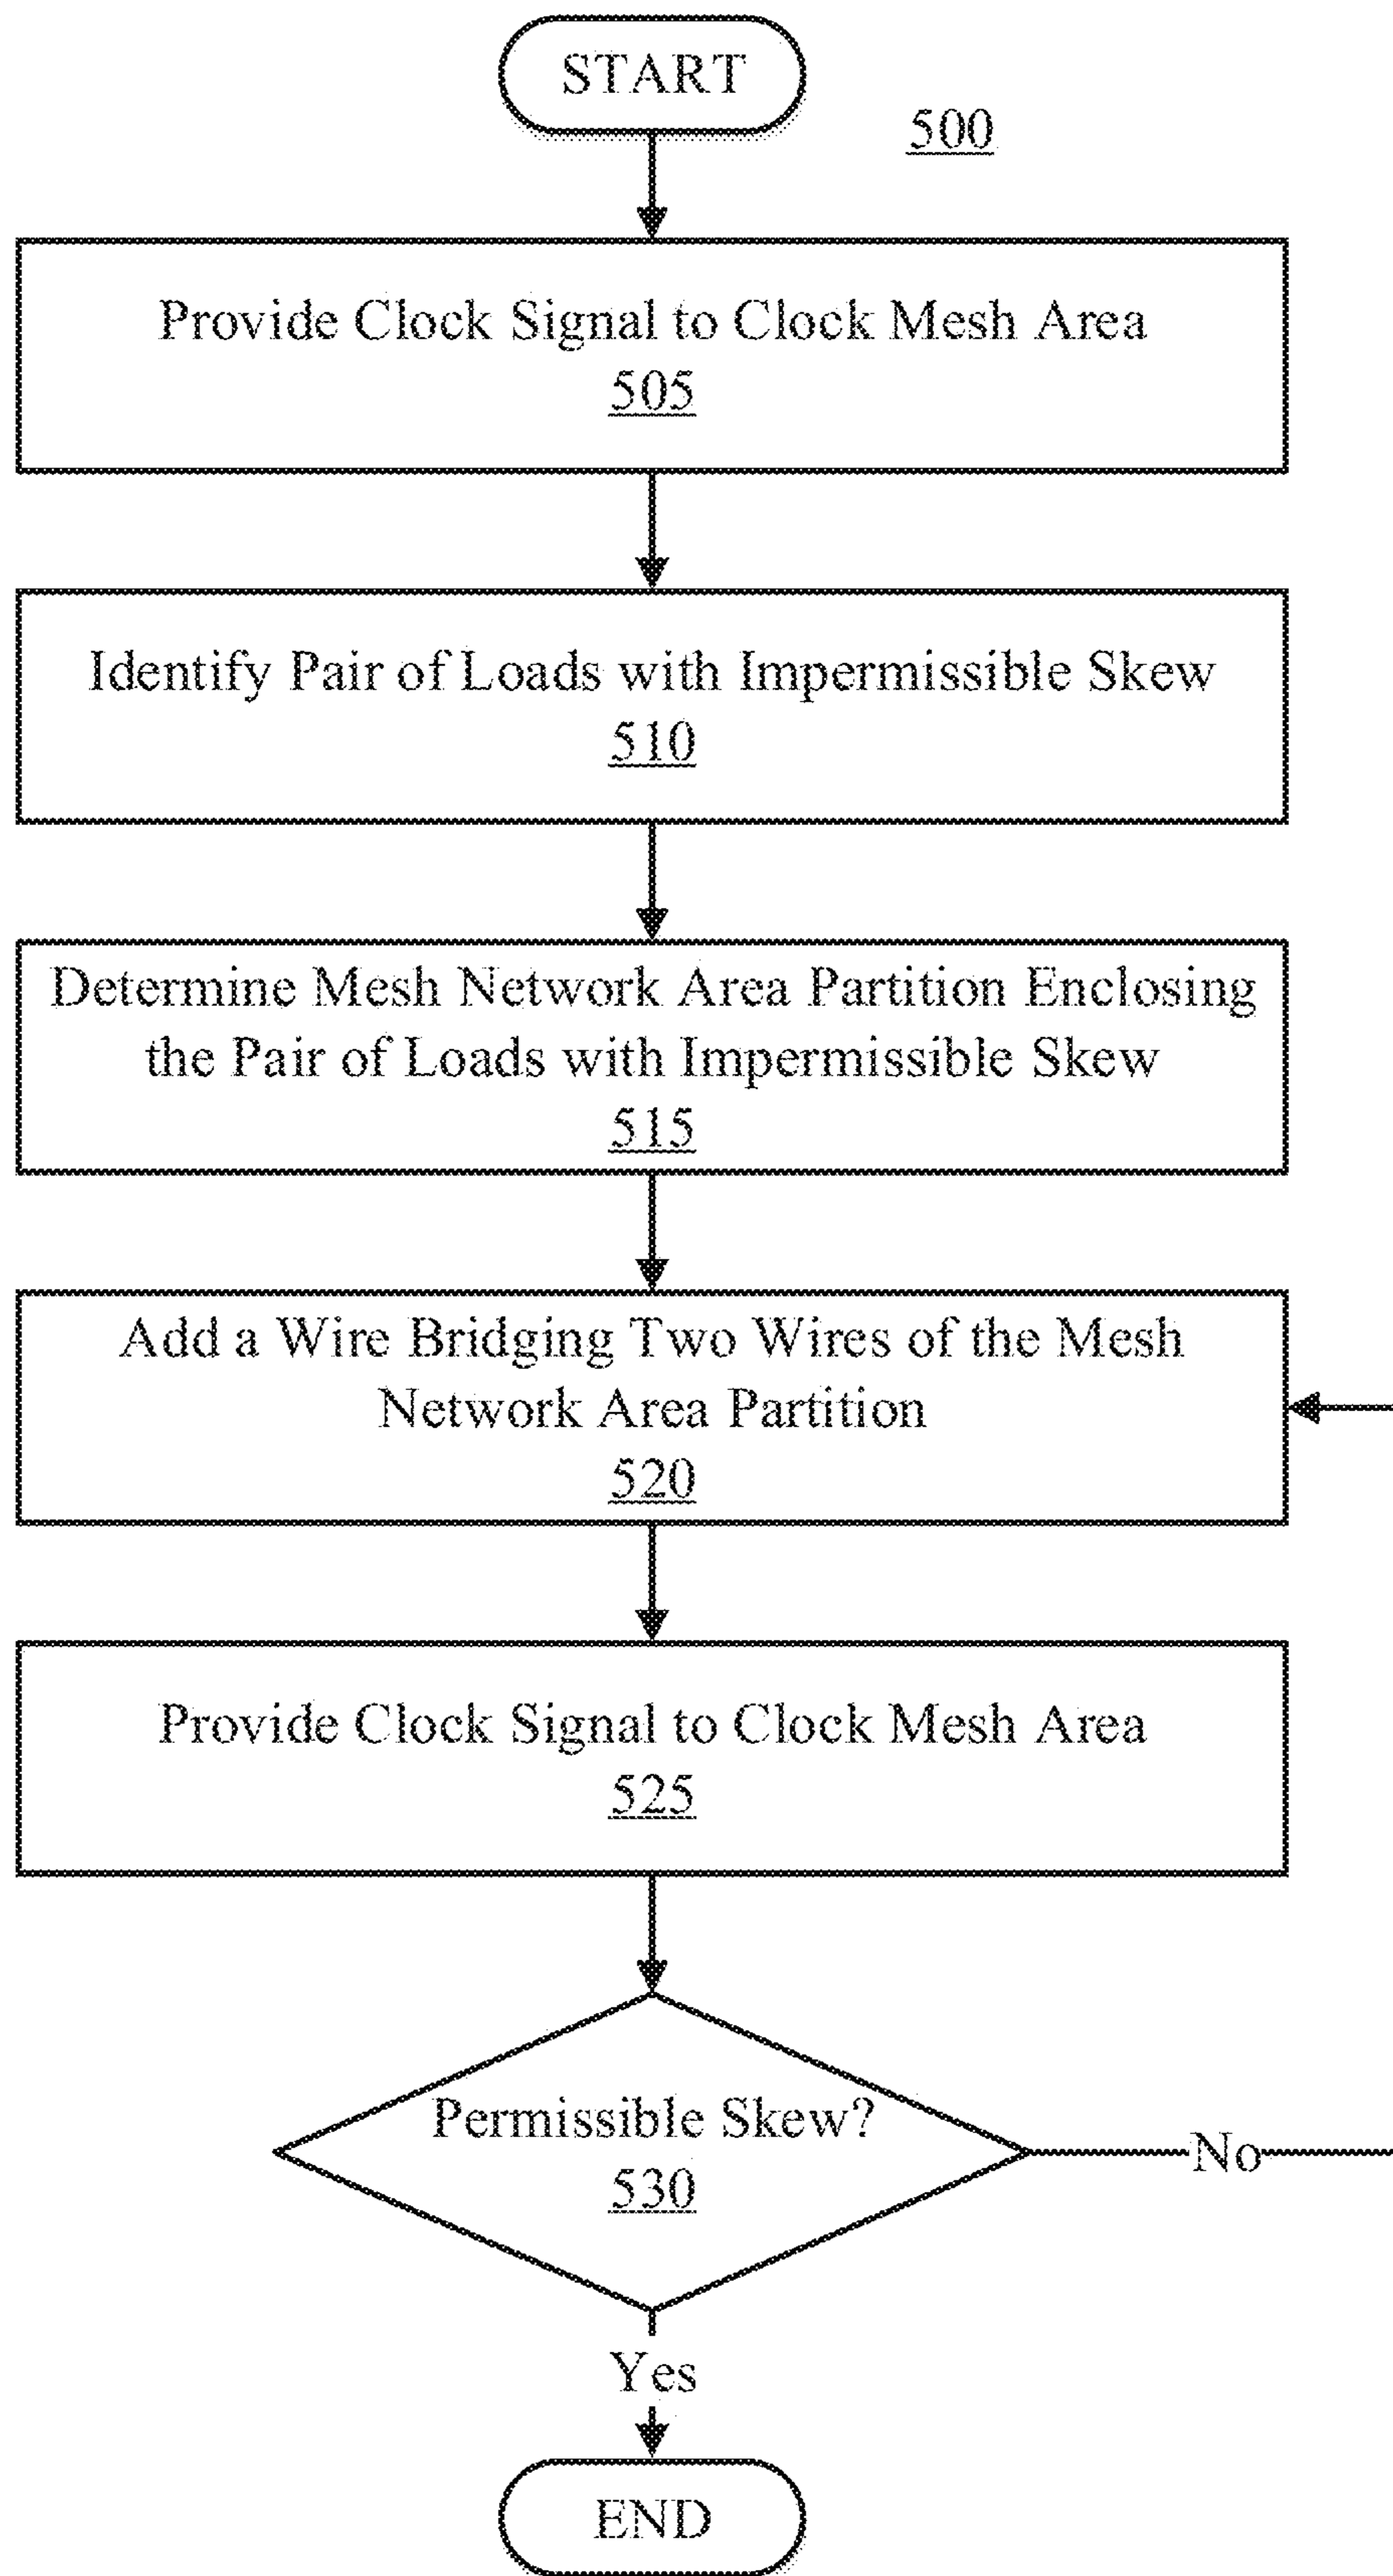 START
500
Provide Clock Signal to Clock Mesh Area
505
Identify Pair of Loads with Impermissible Skew
510
Determine Mesh Network Area Partition Enclosing
the Pair of Loads with Impermissible Skew
515
Add a Wire Bridging Two Wires of the Mesh
Network Area Partition
520
Provide Clock Signal to Clock Mesh Area
525
Permissible Skew?
530
No
Yes
END